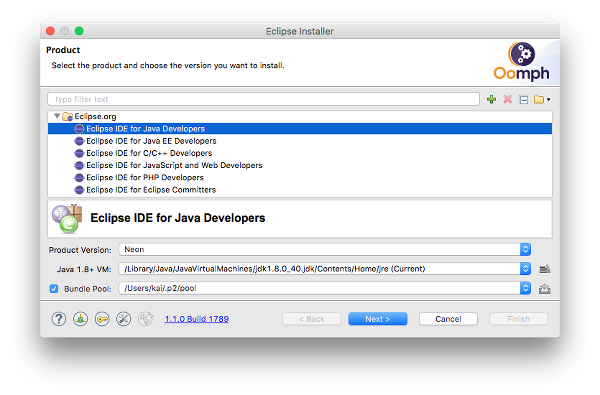 Eclipse Installer
Product
Select the product and choose the version you want to install.
Oomph
type filter text
Eclipse.org
Eclipse IDE for Java Developers
Eclipse IDE for Java EE Developers
Eclipse IDE for C/C++ Developers
Eclipse IDE for JavaScript and Web Developers
Eclipse IDE for PHP Developers
Eclipse IDE for Eclipse Committers
Eclipse IDE for Java Developers
Product Version: Neon
Java 1.8+ VM: /Library/Java/JavaVirtualMachines/jdk1.8.0_40.jdk/Contents/Home/jre (Current)
Bundle Pool: /Users/kai/.p2/pool
? 1.1.0 Build 1789 < Back Next > Cancel Finish